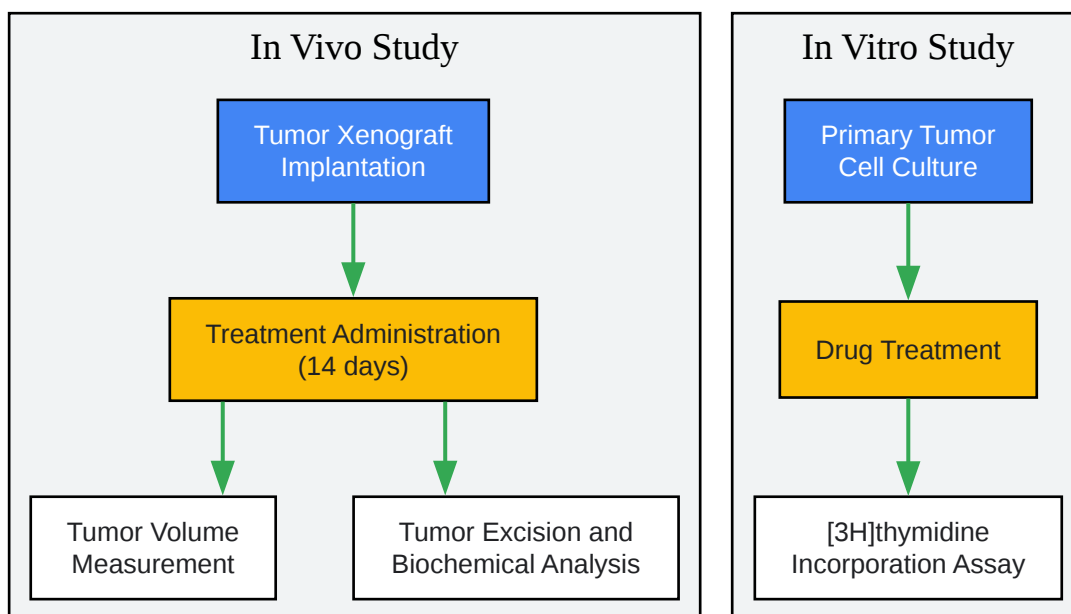 In Vivo Study
Tumor Xenograft
Implantation
Treatment Administration
(14 days)
Tumor Volume
Measurement
Tumor Excision and
Biochemical Analysis
In Vitro Study
Primary Tumor
Cell Culture
Drug Treatment
[3H]thymidine
Incorporation Assay